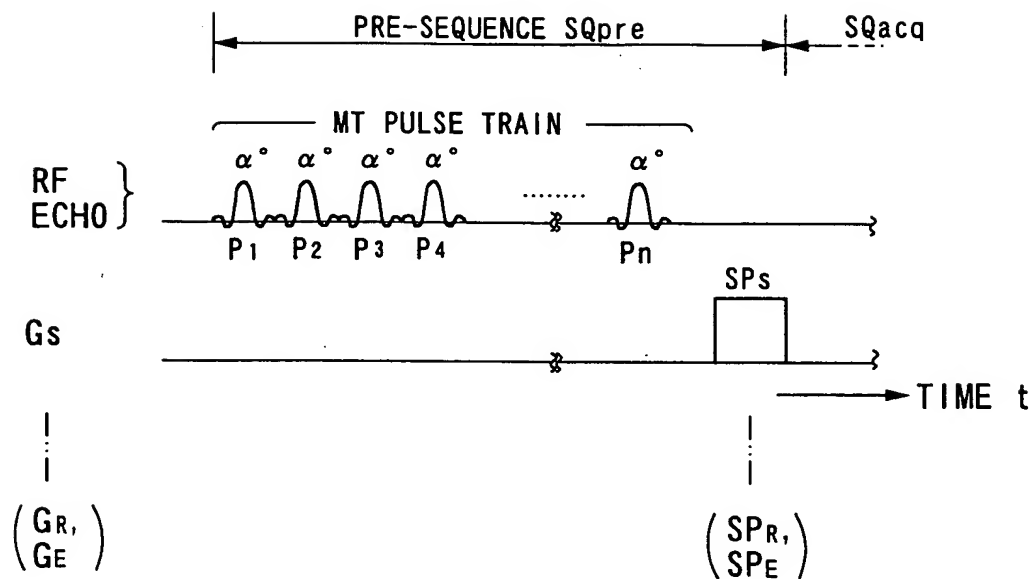 PRE-SEQUENCE SQpre
SQacq
MT PULSE TRAIN
α° α° α° α° ........ α°
RF
ECHO
P1 P2 P3 P4 Pn
SPs
Gs
TIME t
(GR,
GE)
(SPR,
SPE)